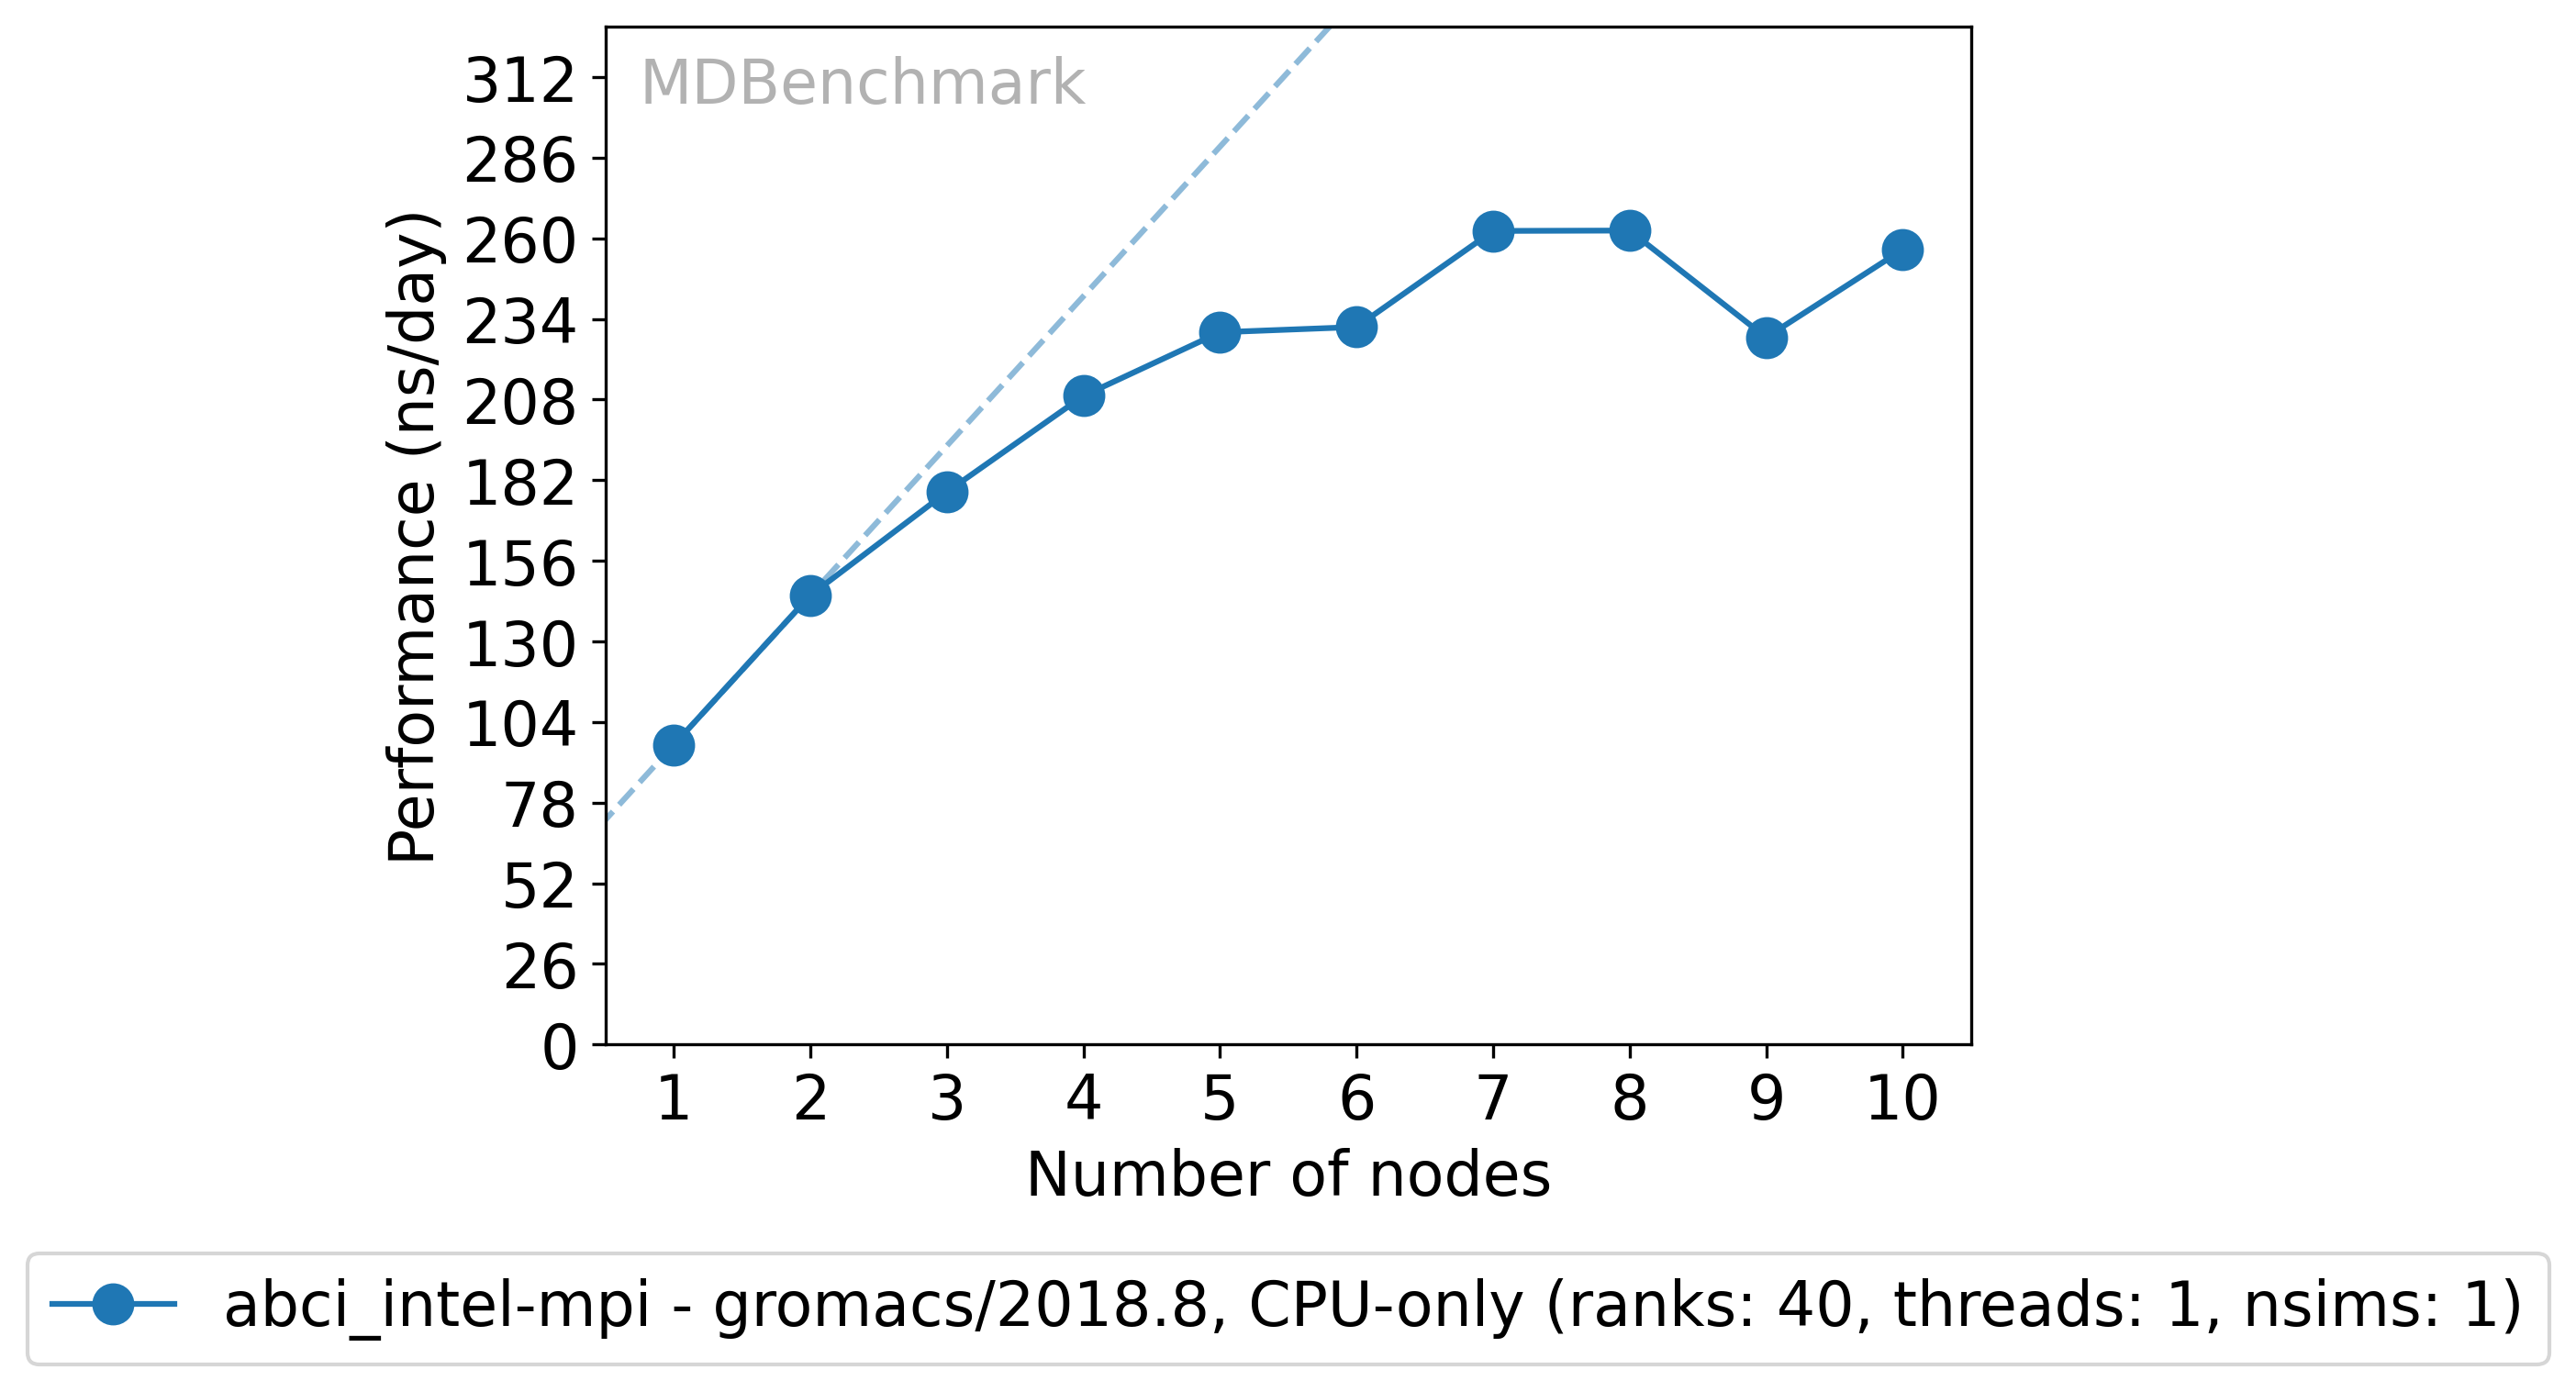 MDBenchmark
Performance (ns/day)
312
286
260
234
208
182
156
130
104
78
52
26
0
1 2 3 4 5 6 7 8 9 10
Number of nodes
abci_intel-mpi - gromacs/2018.8, CPU-only (ranks: 40, threads: 1, nsims: 1)